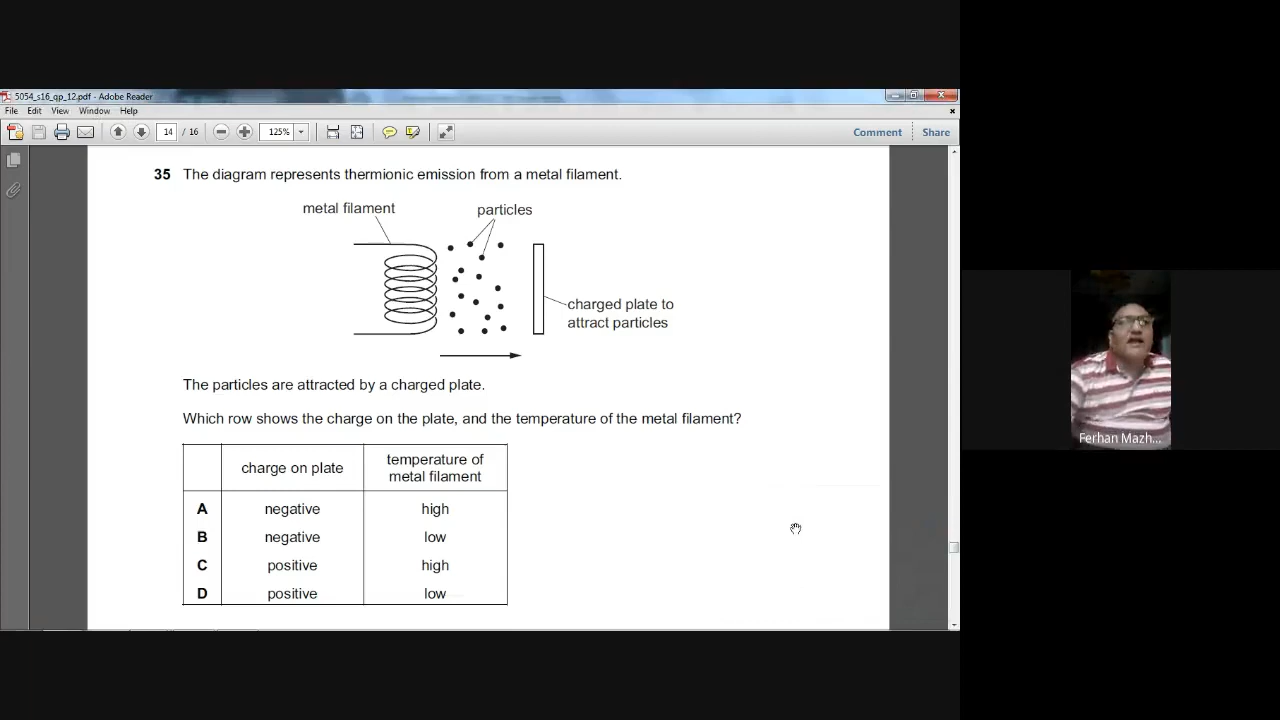 5054_s16_qp_12.pdf - Adobe Reader
File Edit View Window Help
14 / 16 125% Comment Share
35 The diagram represents thermionic emission from a metal filament.
metal filament particles
charged plate to
attract particles
The particles are attracted by a charged plate.
Which row shows the charge on the plate, and the temperature of the metal filament?
charge on plate temperature of
metal filament
A negative high
B negative low
C positive high
D positive low
Ferhan Mazh...